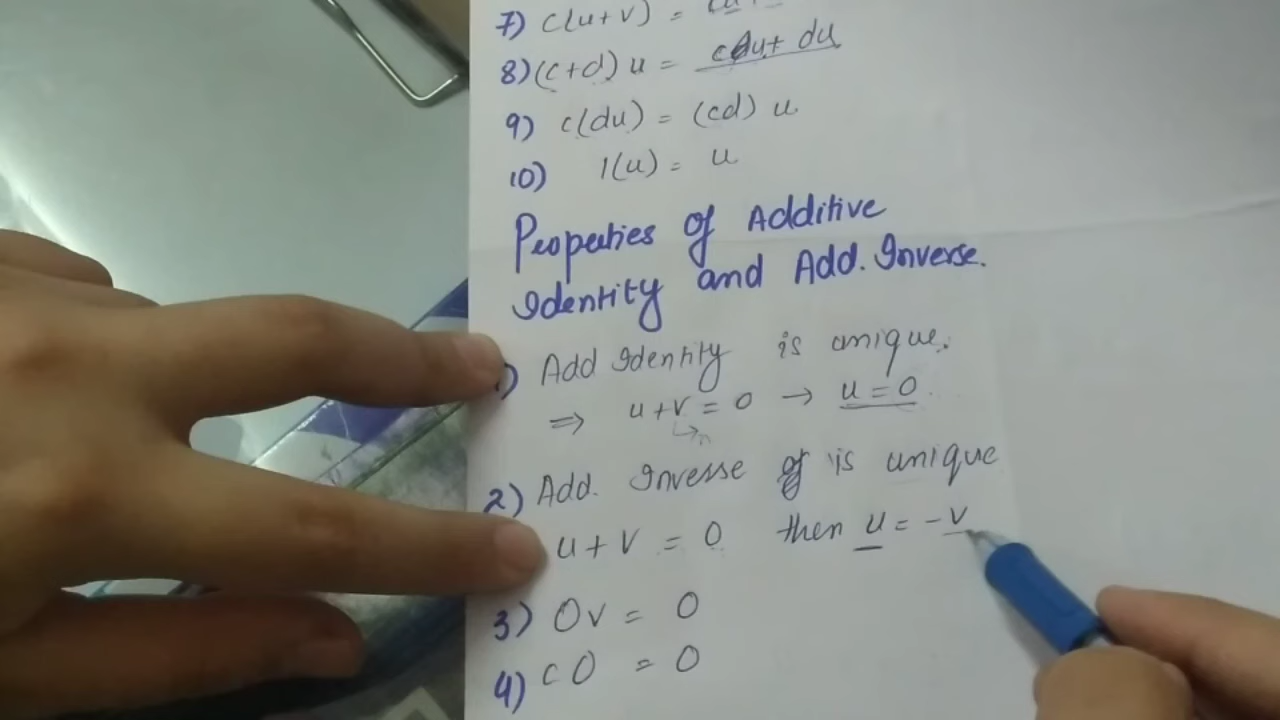 7) c(u+v) = cu
8) (c+d) u = cu + du
9) c(du) = (cd) u
10) 1(u) = u
Properties of Additive
Identity and Add. Inverse.
1) Add Identity is unique.
⇒ u+v = 0 → u = 0
2) Add. Inverse is unique
u + v = 0 then u = -v
3) 0v = 0
4) c0 = 0